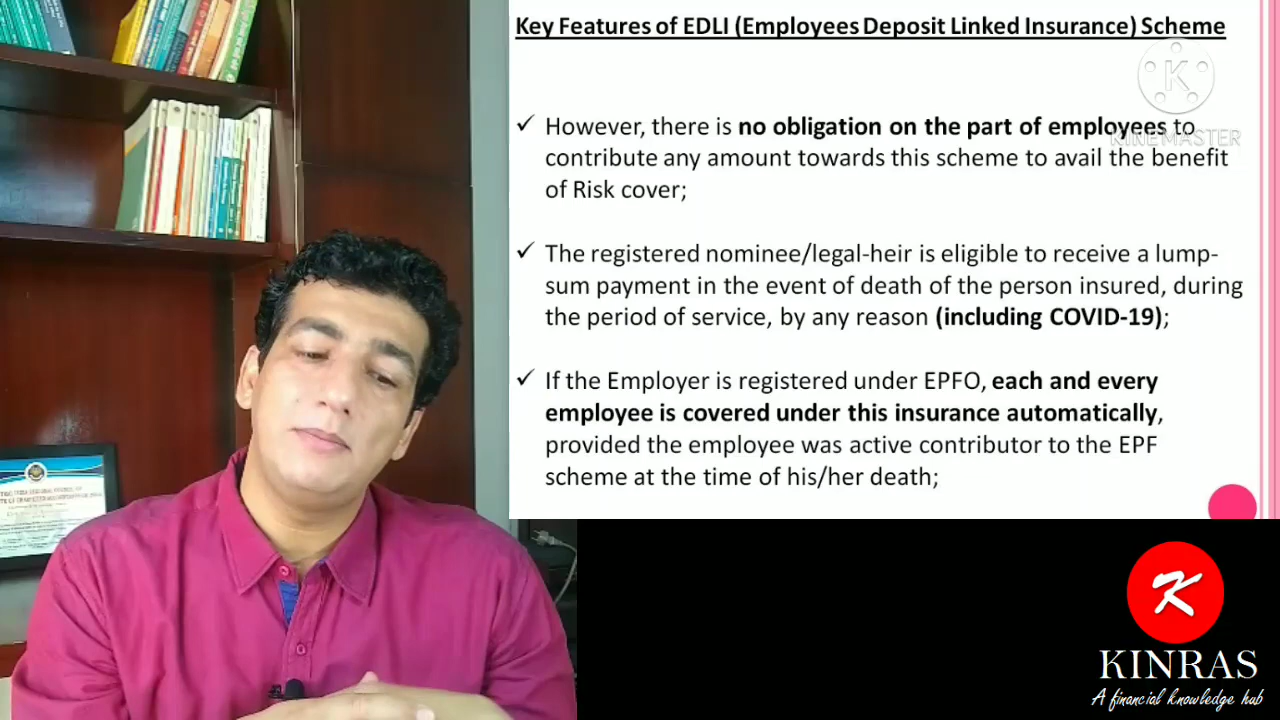 Key Features of EDLI (Employees Deposit Linked Insurance) Scheme
K
KINEMASTER
✓ However, there is no obligation on the part of employees to
contribute any amount towards this scheme to avail the benefit
of Risk cover;
✓ The registered nominee/legal-heir is eligible to receive a lump-
sum payment in the event of death of the person insured, during
the period of service, by any reason (including COVID-19);
✓ If the Employer is registered under EPFO, each and every
employee is covered under this insurance automatically,
provided the employee was active contributor to the EPF
scheme at the time of his/her death;
K
KINRAS
A financial knowledge hub